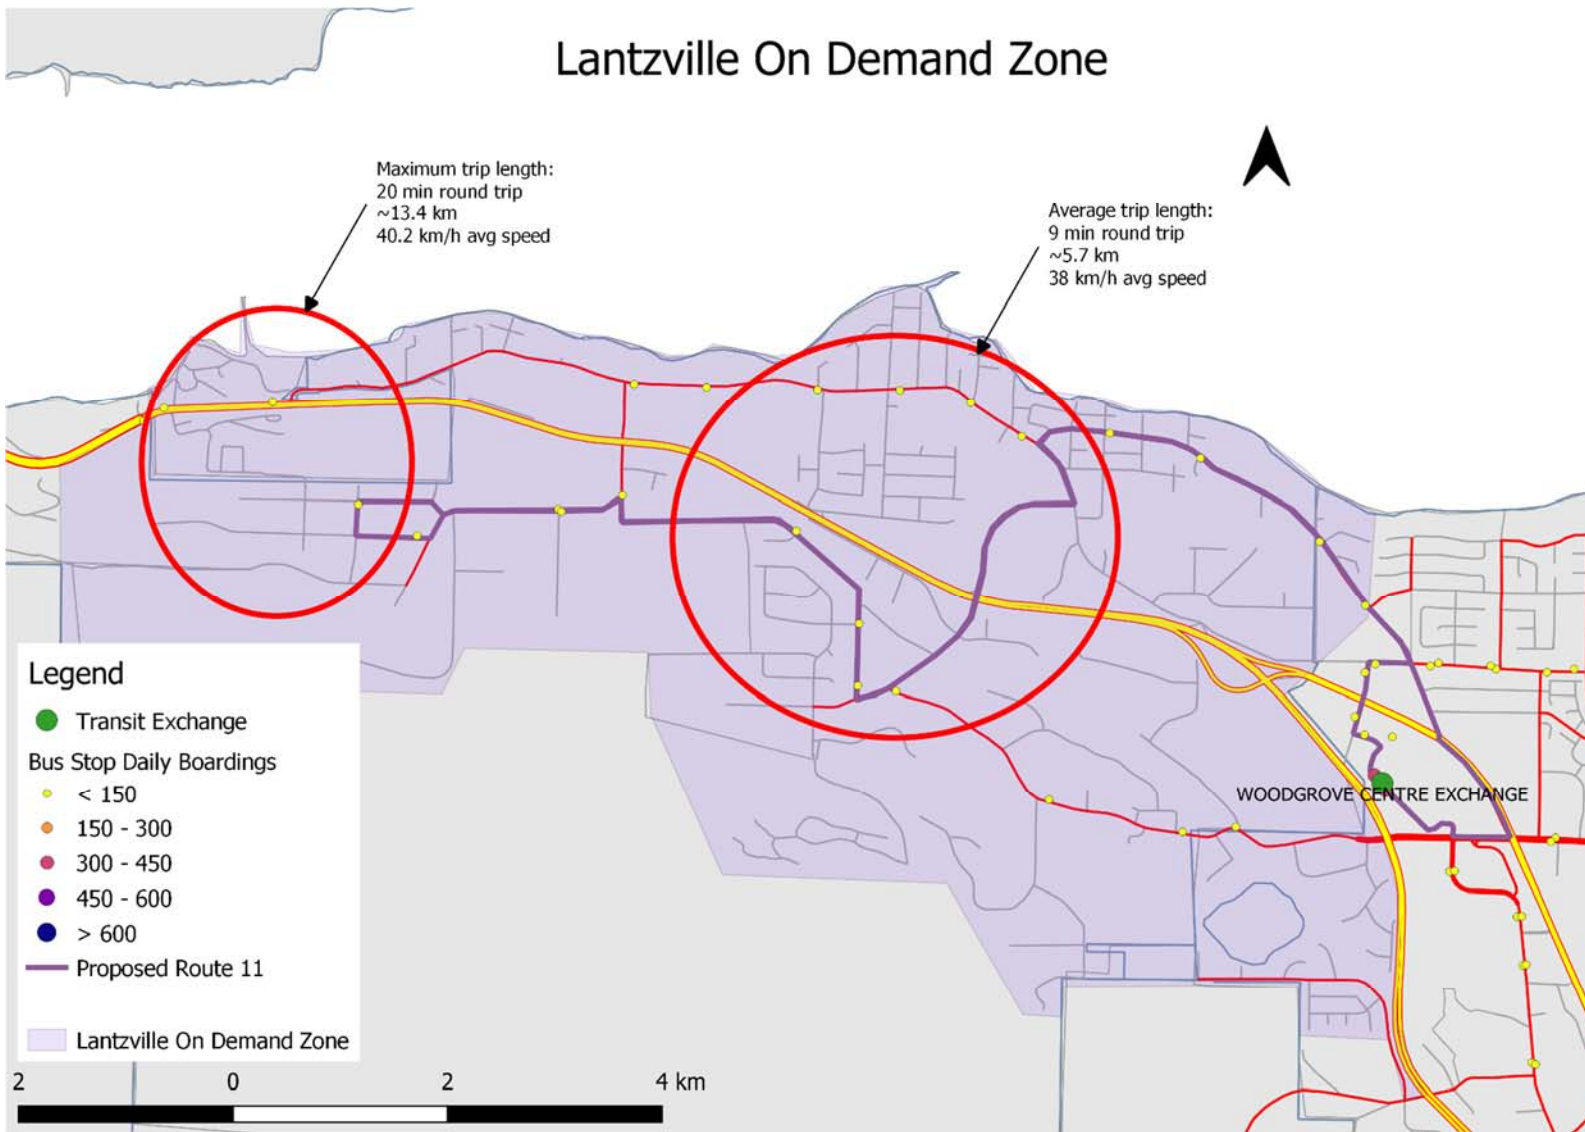 Lantzville On Demand Zone
Maximum trip length:
20 min round trip
~13.4 km
40.2 km/h avg speed
Average trip length:
9 min round trip
~5.7 km
38 km/h avg speed
WOODGROVE CENTRE EXCHANGE
Legend
Transit Exchange
Bus Stop Daily Boardings
< 150
150 - 300
300 - 450
450 - 600
> 600
Proposed Route 11
Lantzville On Demand Zone
2 0 2 4 km